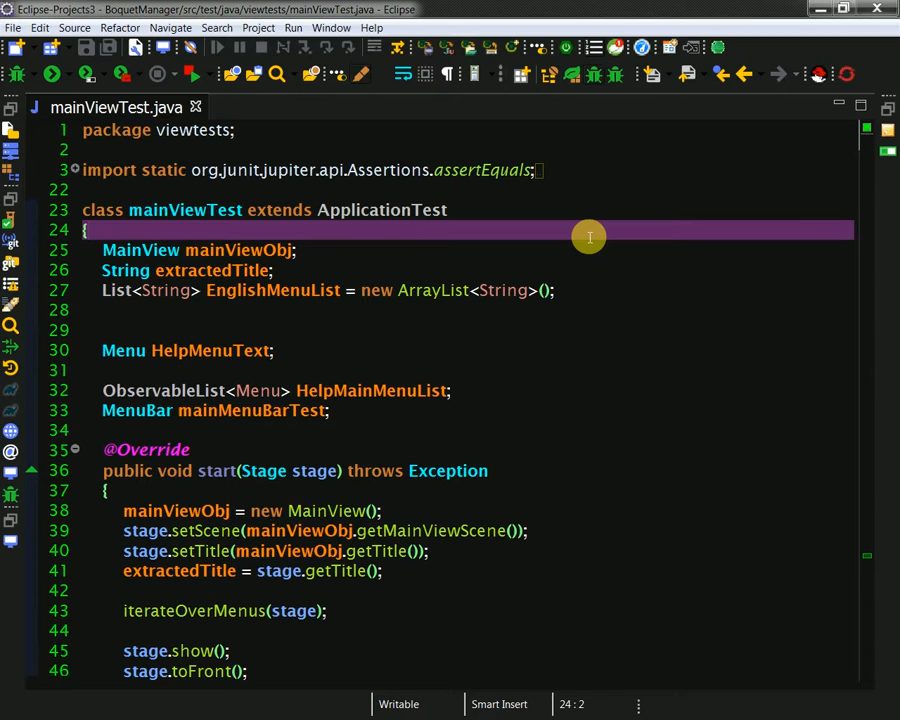 Eclipse-Projects3 - BoquetManager/src/test/java/viewtests/mainViewTest.java - Eclipse
File Edit Source Refactor Navigate Search Project Run Window Help
mainViewTest.java
1 package viewtests;
2
3 import static org.junit.jupiter.api.Assertions.assertEquals;
22
23 class mainViewTest extends ApplicationTest
24 {
25 MainView mainViewObj;
26 String extractedTitle;
27 List<String> EnglishMenuList = new ArrayList<String>();
28
29
30 Menu HelpMenuText;
31
32 ObservableList<Menu> HelpMainMenuList;
33 MenuBar mainMenuBarTest;
34
35 @Override
36 public void start(Stage stage) throws Exception
37 {
38 mainViewObj = new MainView();
39 stage.setScene(mainViewObj.getMainViewScene());
40 stage.setTitle(mainViewObj.getTitle());
41 extractedTitle = stage.getTitle();
42
43 iterateOverMenus(stage);
44
45 stage.show();
46 stage.toFront();
Writable Smart Insert 24 : 2